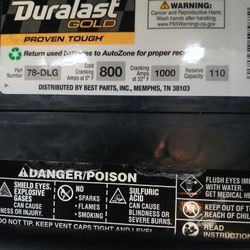 Duralast
GOLD
PROVEN TOUGH
WARNING:
Cancer and Reproductive Harm.
Wash hands after handling.
www.P65Warnings.ca.gov
Return used batteries to AutoZone for proper recy
Part Number 78-DLG Cold Cranking Amps at 0°F 800 Cranking Amps at 32°F 1000 Reserve Capacity 110
DISTRIBUTED BY BEST PARTS, INC., MEMPHIS, TN 38103
DANGER/POISON
SHIELD EYES.
EXPLOSIVE
GASES
CAN CAUSE
BLINDNESS
OR INJURY.
NO
• SPARKS
• FLAMES
• SMOKING
SULFURIC
ACID
CAN CAUSE
BLINDNESS OR
SEVERE BURNS.
FLUSH EYES IMM
WITH WATER.
GET MEDICAL HE
KEEP OUT OF
REACH OF CHIL
READ
INSTRUCTION
DO NOT TIP. KEEP VENT CAPS TIGHT AND LEVEL